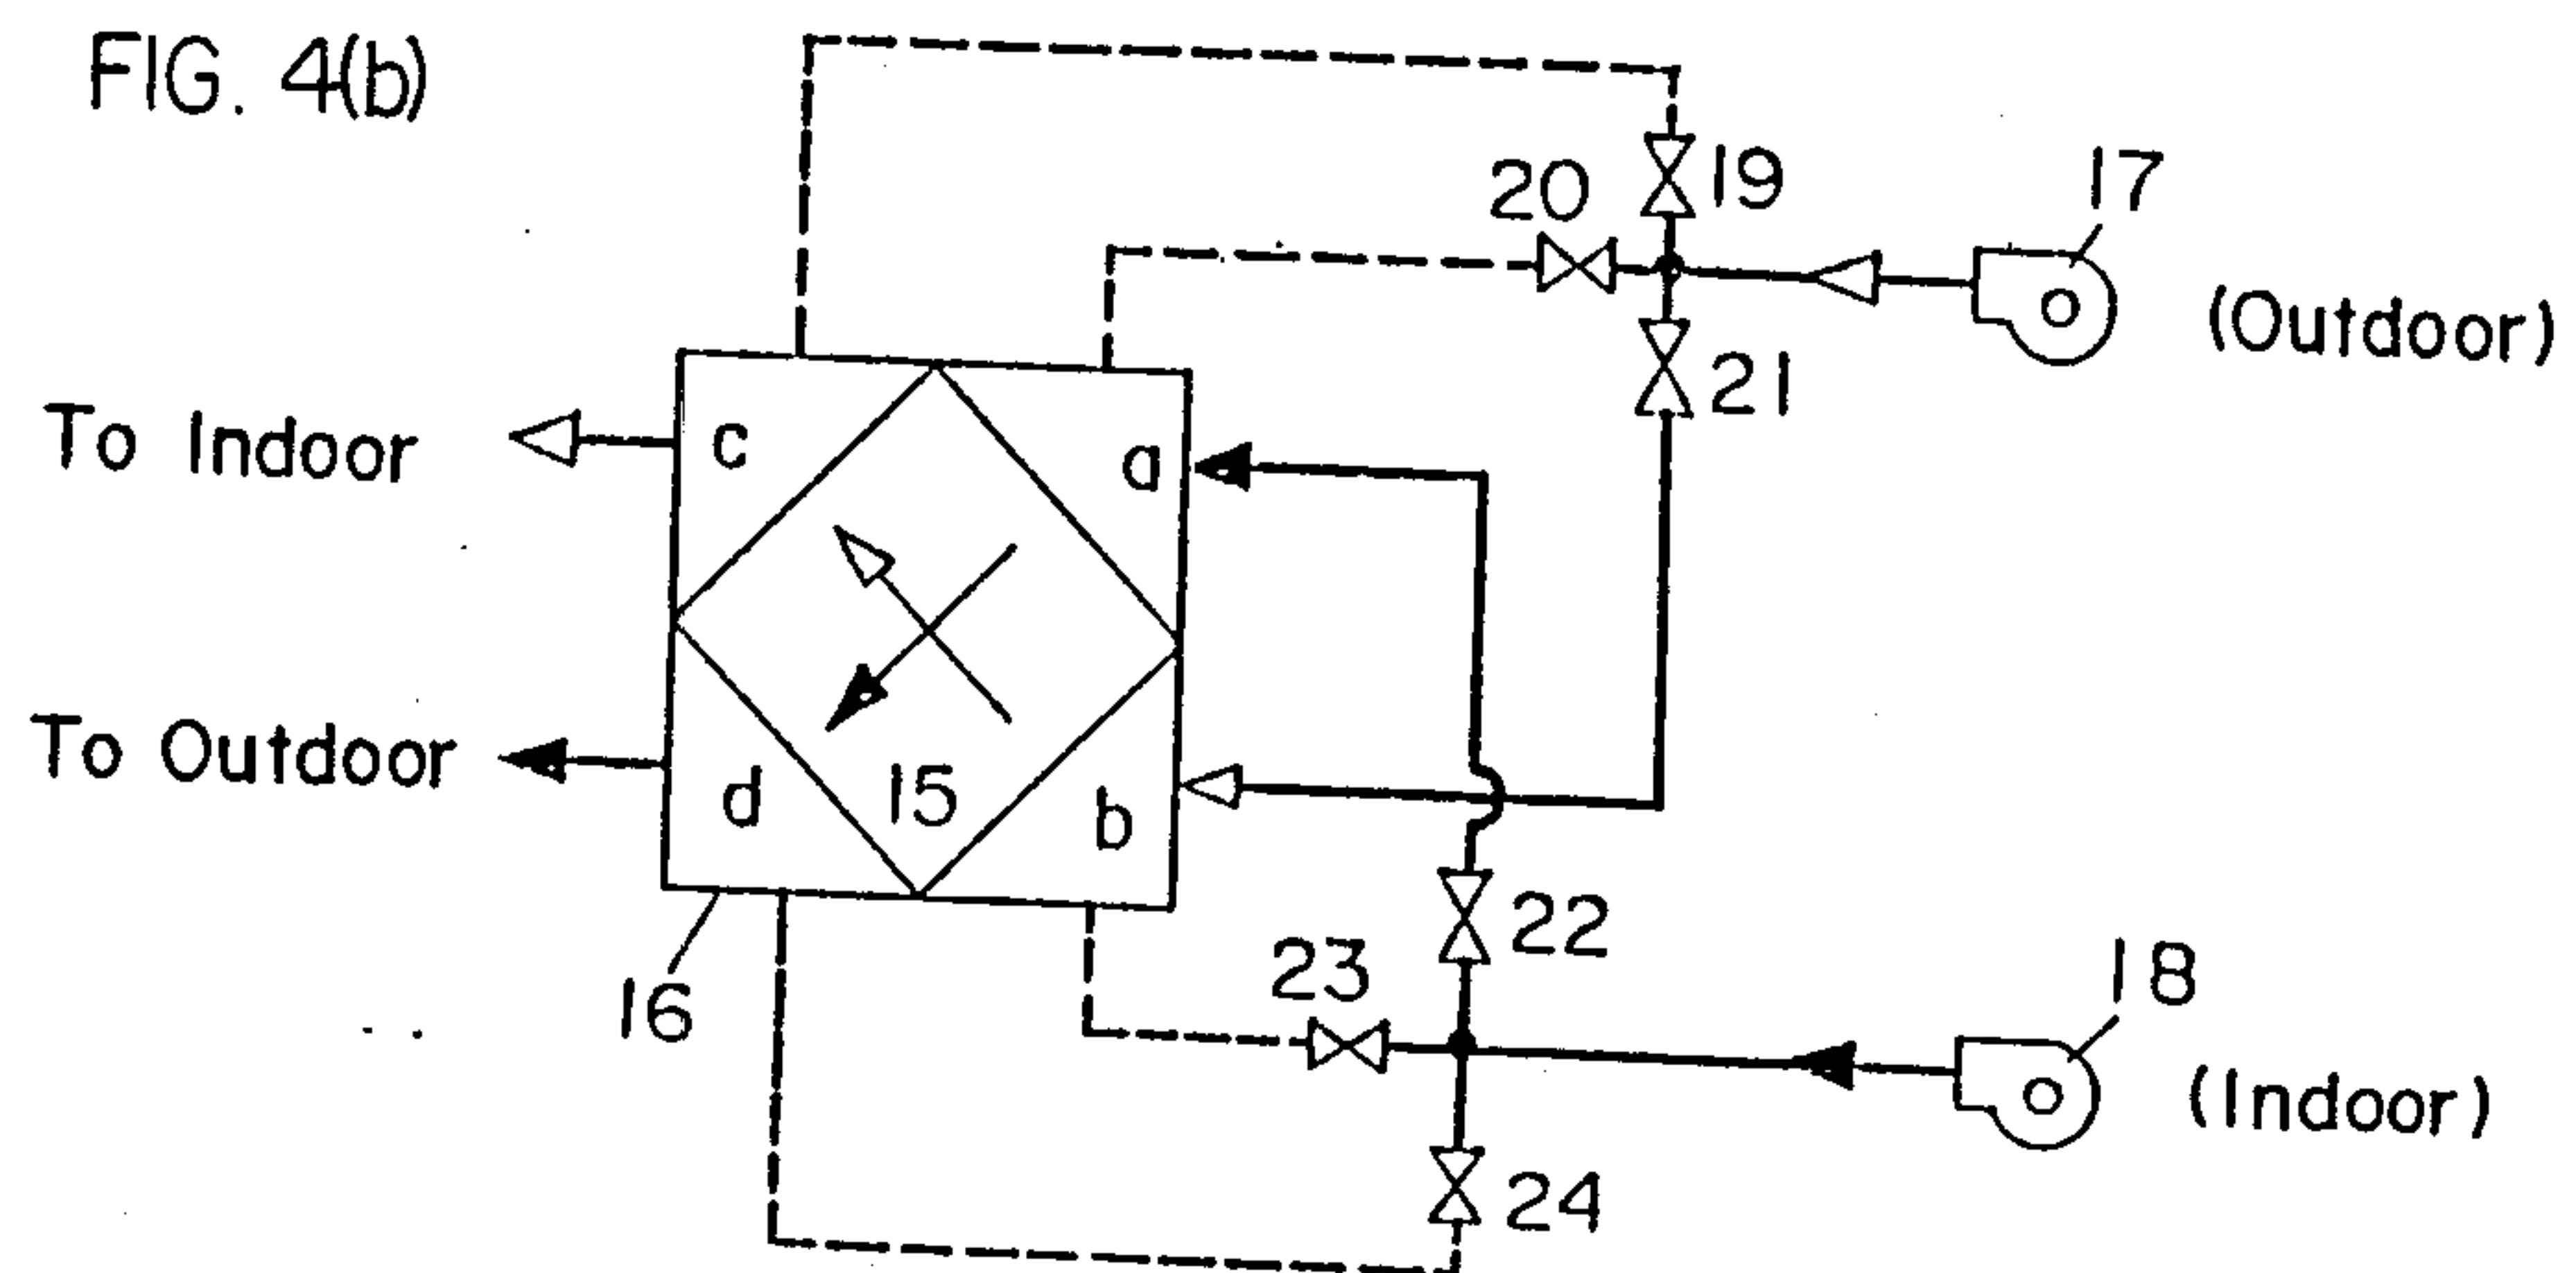 FIG. 4(b)
17
20
19
(Outdoor)
21
To Indoor
c
a
To Outdoor
d
15
b
22
23
18
16
(Indoor)
24